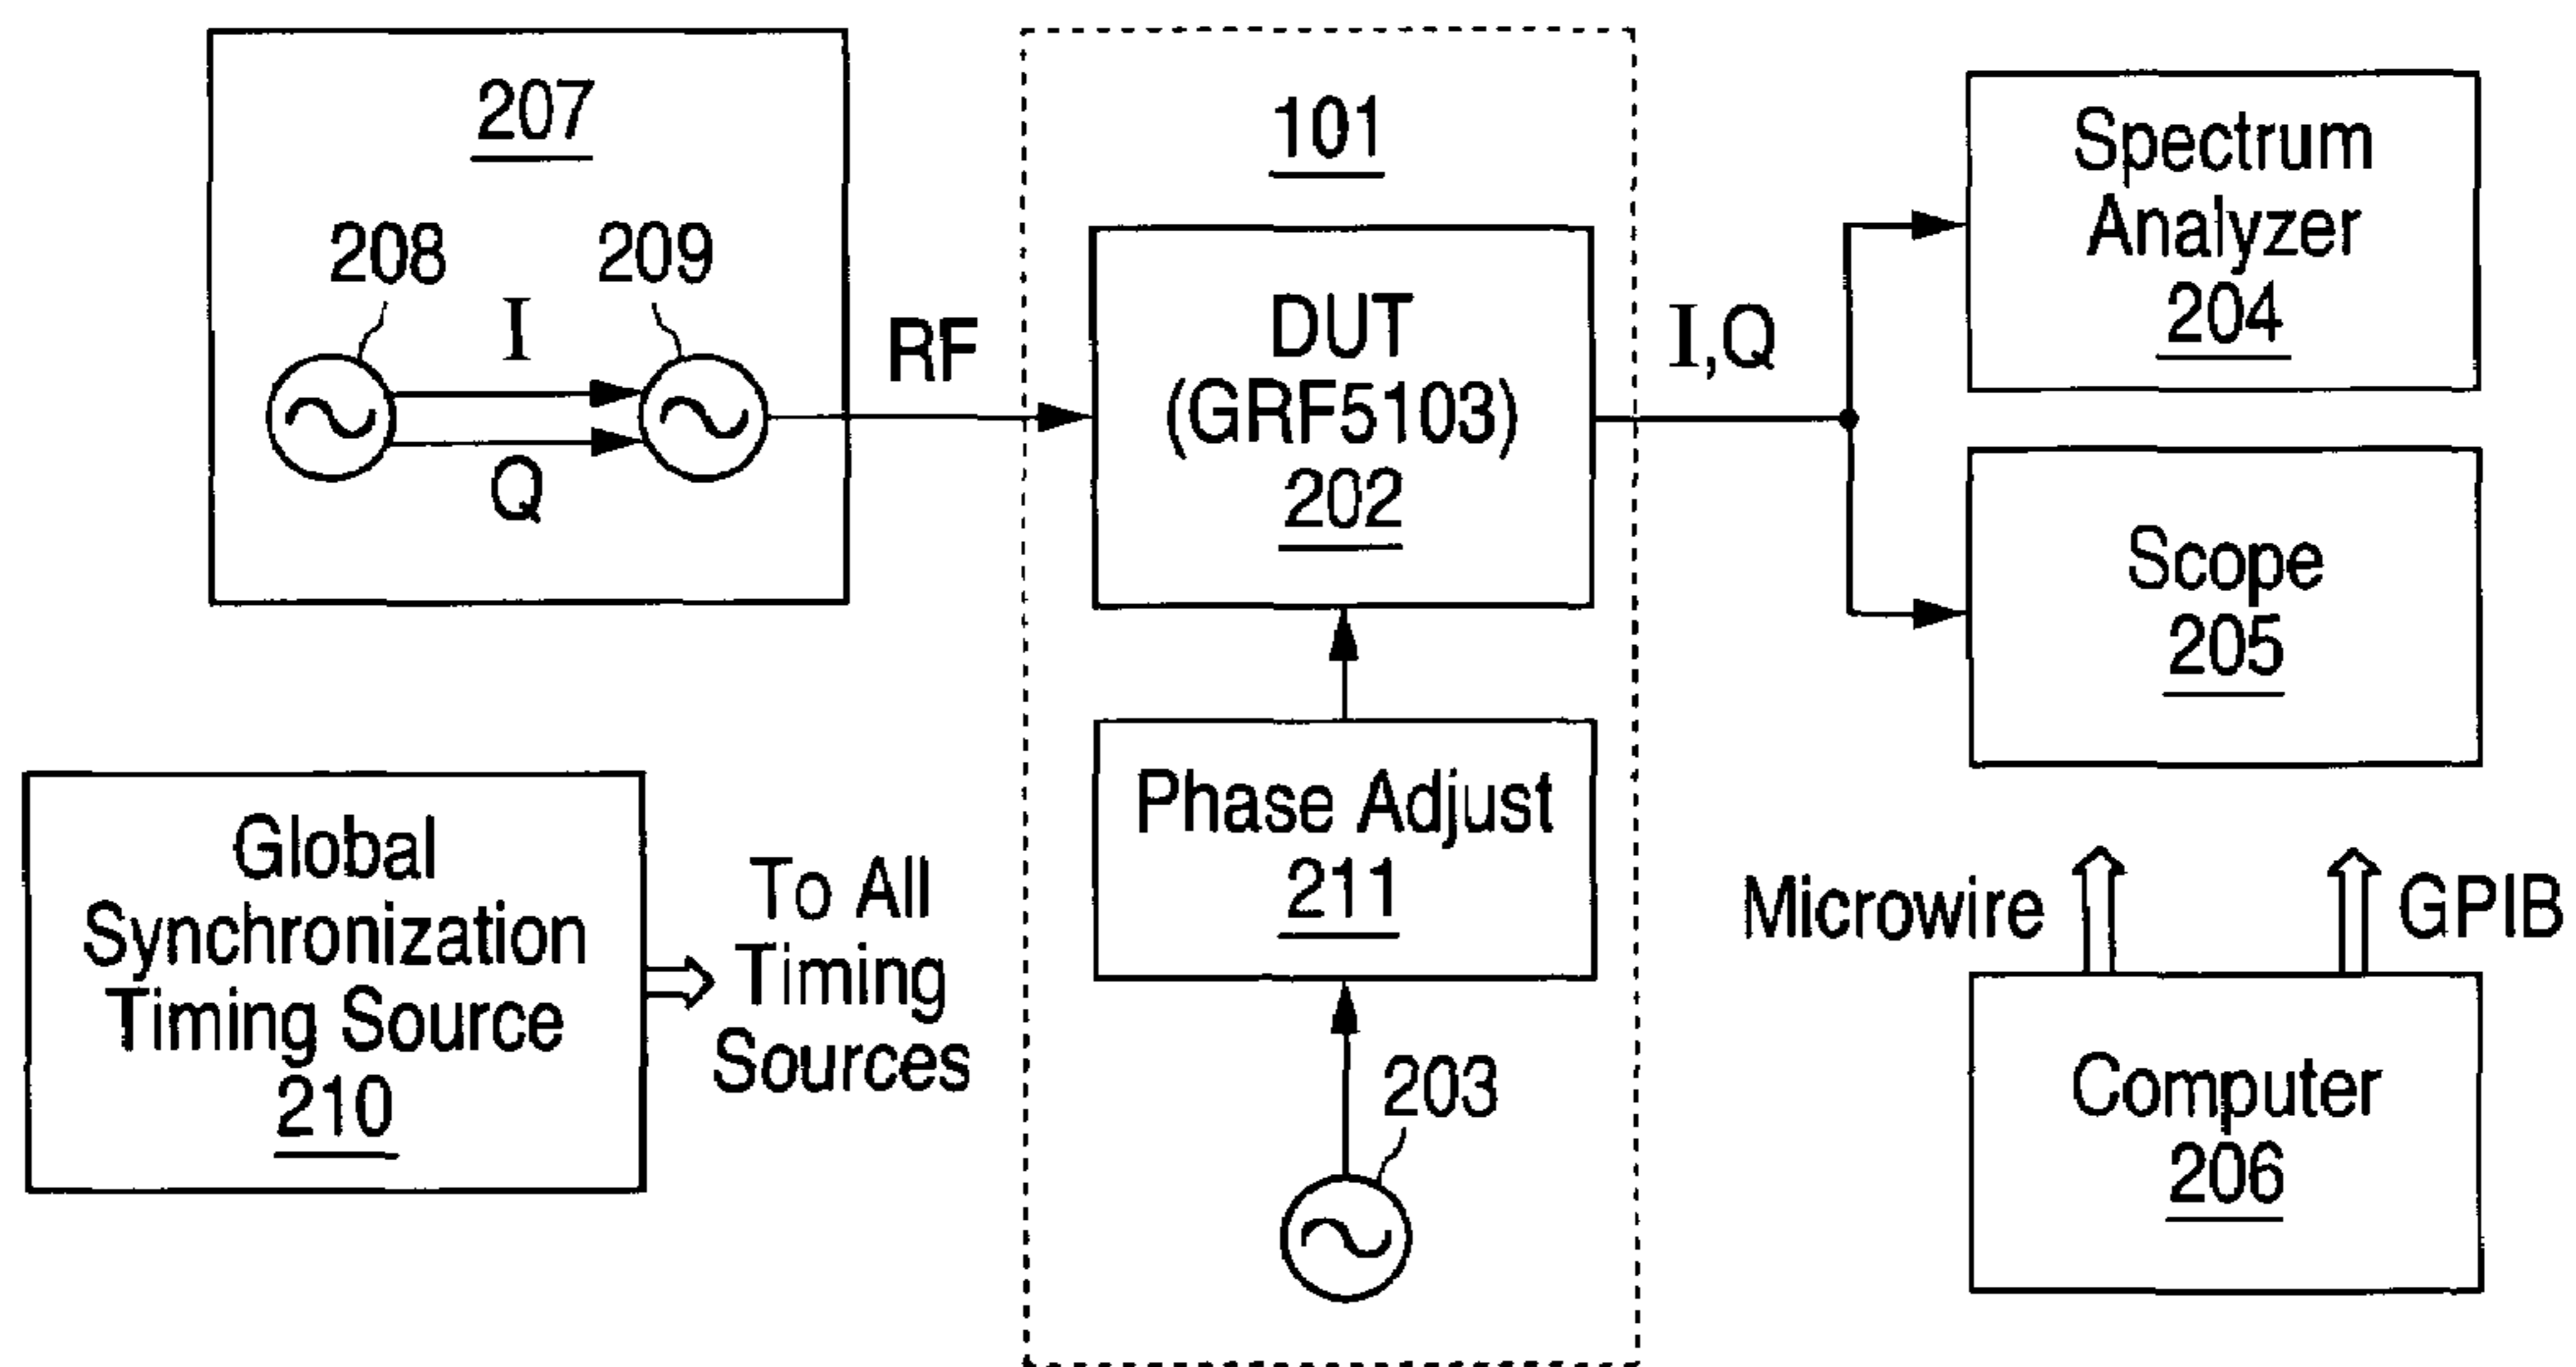 207
208
I
209
Q
RF
101
DUT
(GRF5103)
202
I,Q
Spectrum
Analyzer
204
Scope
205
Phase Adjust
211
203
Global
Synchronization
Timing Source
210
To All
Timing
Sources
Microwire
GPIB
Computer
206